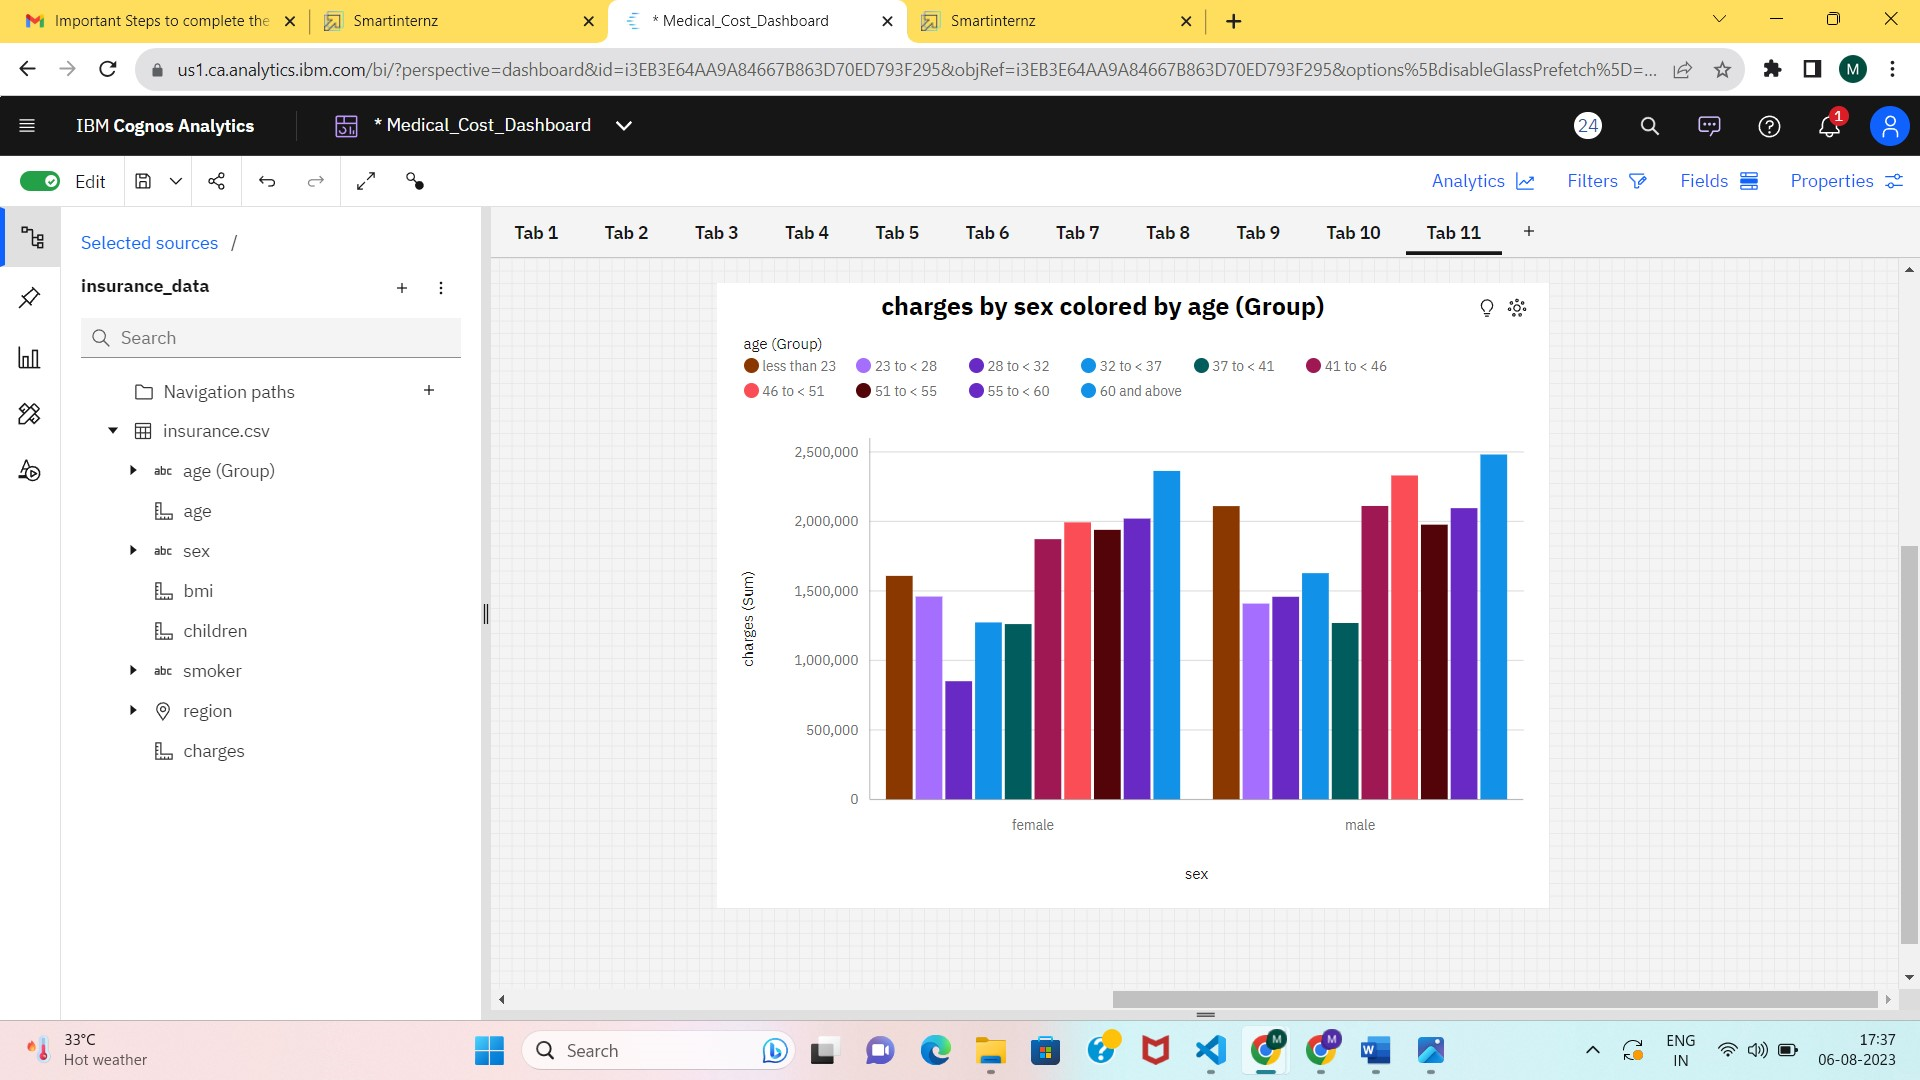 Important Steps to complete the
Smartinternz
* Medical_Cost_Dashboard
Smartinternz
us1.ca.analytics.ibm.com/bi/?perspective=dashboard&id=i3EB3E64AA9A84667B863D70ED793F295&objRef=i3EB3E64AA9A84667B863D70ED793F295&options%5BdisableGlassPrefetch%5D=...
M
IBM Cognos Analytics
* Medical_Cost_Dashboard
24
1
Edit
Analytics
Filters
Fields
Properties
Selected sources /
Tab 1 Tab 2 Tab 3 Tab 4 Tab 5 Tab 6 Tab 7 Tab 8 Tab 9 Tab 10 Tab 11 +
insurance_data
Search
Navigation paths
insurance.csv
abc age (Group)
age
abc sex
bmi
children
abc smoker
region
charges
charges by sex colored by age (Group)
age (Group)
less than 23 23 to < 28 28 to < 32 32 to < 37 37 to < 41 41 to < 46
46 to < 51 51 to < 55 55 to < 60 60 and above
charges (Sum)
2,500,000
2,000,000
1,500,000
1,000,000
500,000
0
female male
sex
33°C
Hot weather
Search
M
M
ENG
IN
17:37
06-08-2023